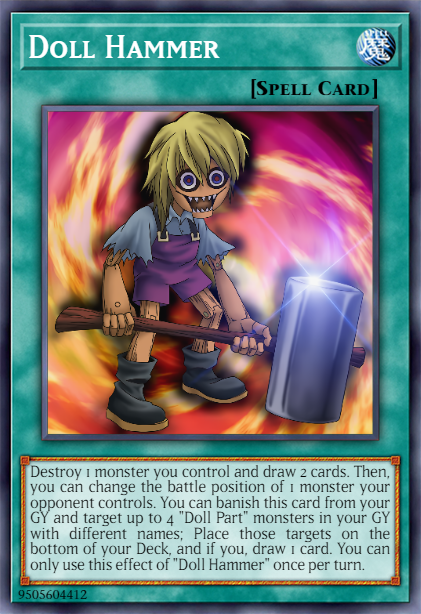 DOLL HAMMER
魔
[SPELL CARD]
Destroy 1 monster you control and draw 2 cards. Then,
you can change the battle position of 1 monster your
opponent controls. You can banish this card from your
GY and target up to 4 "Doll Part" monsters in your GY
with different names; Place those targets on the
bottom of your Deck, and if you, draw 1 card. You can
only use this effect of "Doll Hammer" once per turn.
9505604412